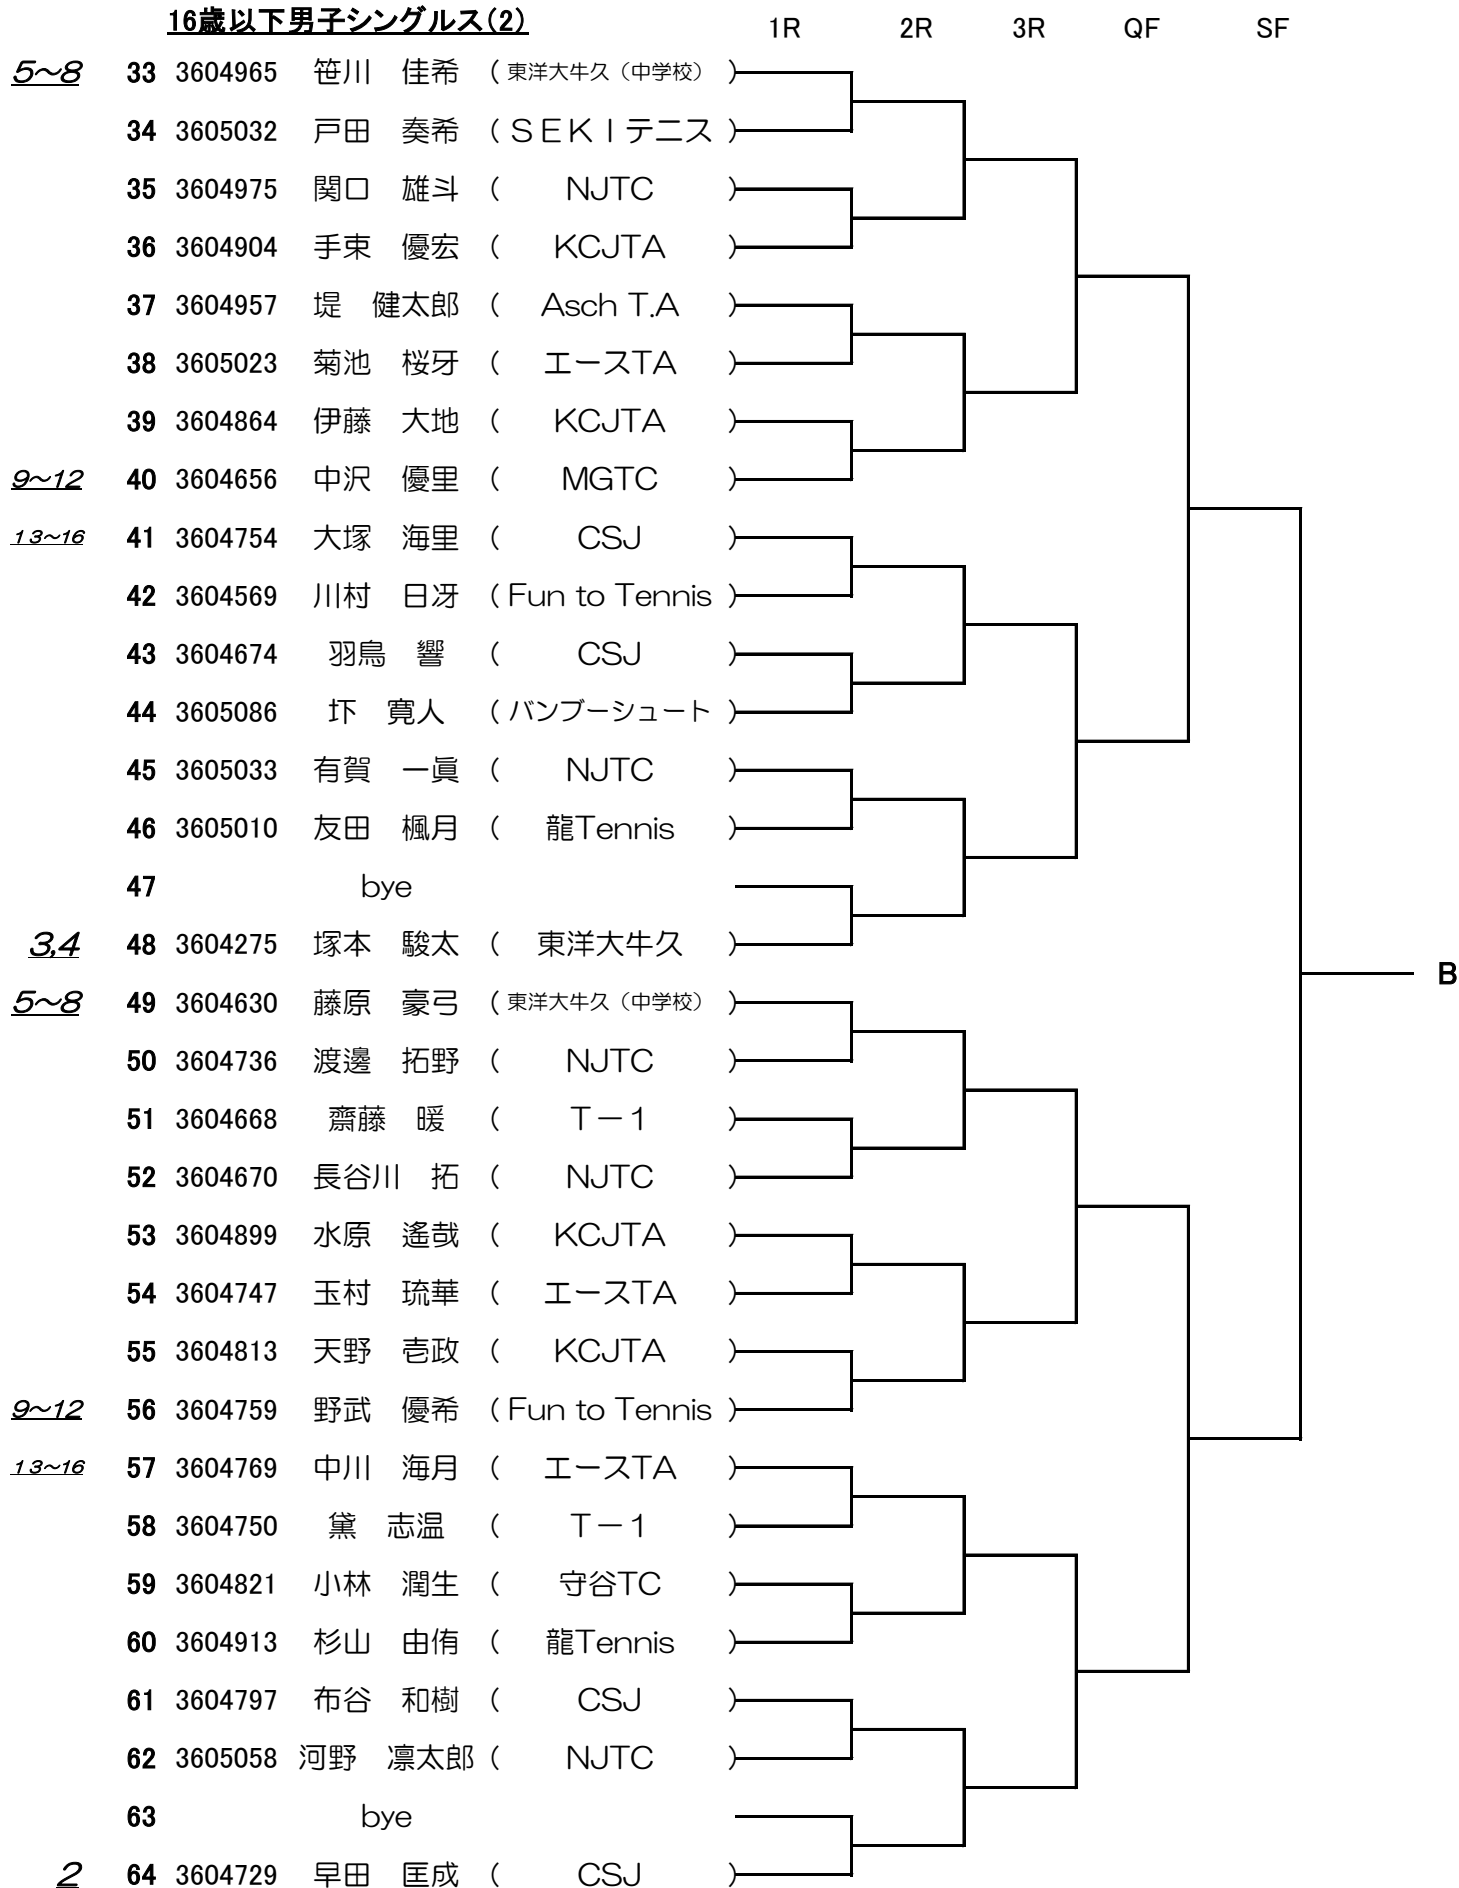 16歳以下男子シングルス(2) 1R 2R 3R QF SF
5～8 33 3604965 笹川 佳希 ( 東洋大牛久（中学校） )
34 3605032 戸田 奏希 ( ＳＥＫＩテニス )
35 3604975 関口 雄斗 ( NJTC )
36 3604904 手束 優宏 ( KCJTA )
37 3604957 堤 健太郎 ( Asch T.A )
38 3605023 菊池 桜牙 ( エースTA )
39 3604864 伊藤 大地 ( KCJTA )
9～12 40 3604656 中沢 優里 ( MGTC )
13～16 41 3604754 大塚 海里 ( CSJ )
42 3604569 川村 日冴 ( Fun to Tennis )
43 3604674 羽鳥 響 ( CSJ )
44 3605086 圷 寛人 ( バンブーシュート )
45 3605033 有賀 一眞 ( NJTC )
46 3605010 友田 楓月 ( 龍Tennis )
47 bye
3,4 48 3604275 塚本 駿太 ( 東洋大牛久 )
B
5～8 49 3604630 藤原 豪弓 ( 東洋大牛久（中学校） )
50 3604736 渡邊 拓野 ( NJTC )
51 3604668 齋藤 暖 ( Ｔ－１ )
52 3604670 長谷川 拓 ( NJTC )
53 3604899 水原 遙哉 ( KCJTA )
54 3604747 玉村 琉華 ( エースTA )
55 3604813 天野 壱政 ( KCJTA )
9～12 56 3604759 野武 優希 ( Fun to Tennis )
13～16 57 3604769 中川 海月 ( エースTA )
58 3604750 黛 志温 ( Ｔ－１ )
59 3604821 小林 潤生 ( 守谷TC )
60 3604913 杉山 由侑 ( 龍Tennis )
61 3604797 布谷 和樹 ( CSJ )
62 3605058 河野 凛太郎 ( NJTC )
63 bye
2 64 3604729 早田 匡成 ( CSJ )